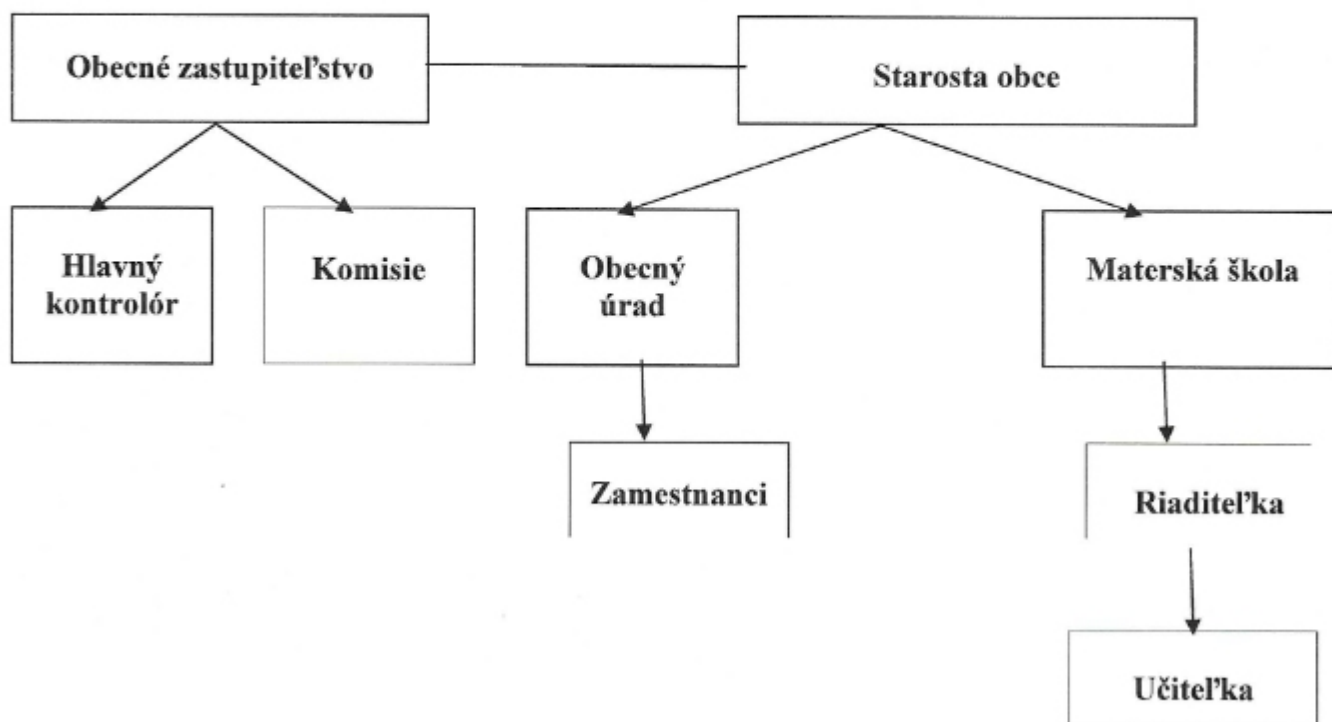 Obecné zastupiteľstvo
Starosta obce
Hlavný
kontrolór
Komisie
Obecný
úrad
Materská škola
Zamestnanci
Riaditeľka
Učiteľka